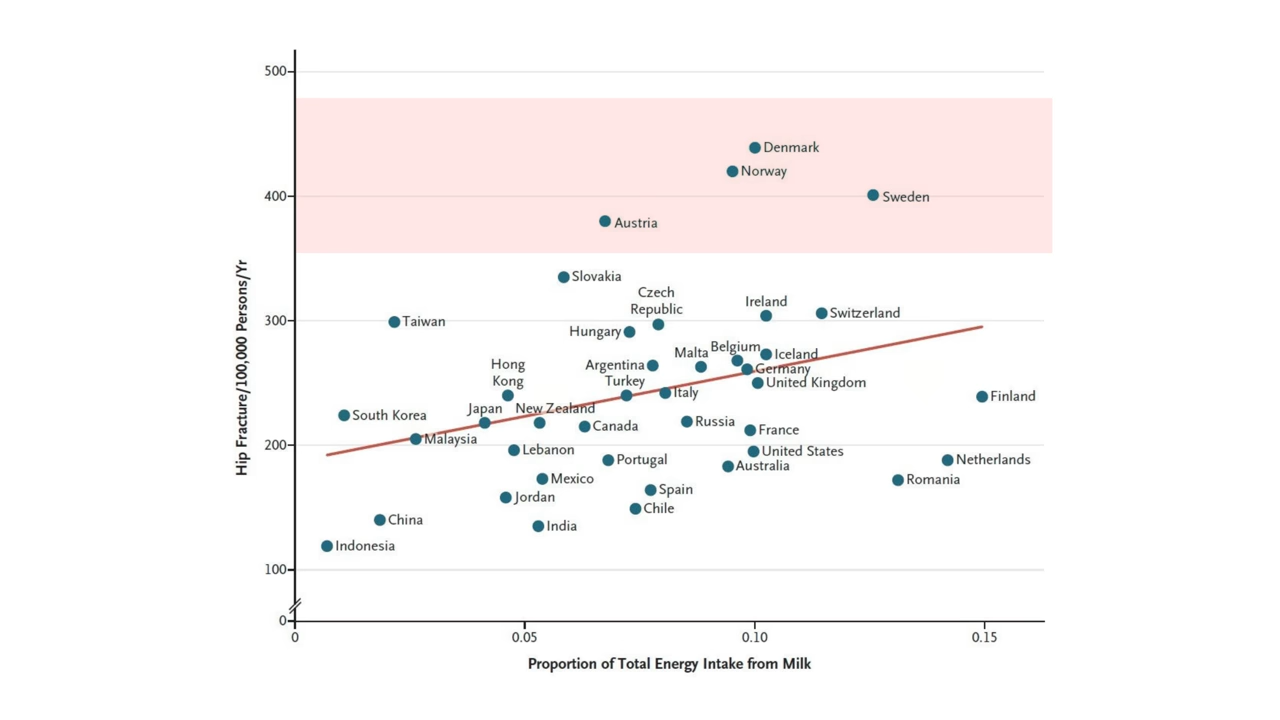 500
Denmark
Norway
400
Sweden
Austria
Slovakia
Czech
Republic
Ireland
Switzerland
300
Taiwan
Hungary
Belgium
Malta
Iceland
Hong
Kong
Argentina
Germany
Turkey
United Kingdom
Italy
Finland
Japan
New Zealand
South Korea
Russia
Canada
France
Malaysia
200
Lebanon
United States
Portugal
Australia
Netherlands
Mexico
Romania
Spain
Jordan
Chile
China
India
Indonesia
100
0
0
0.05
0.10
0.15
Hip Fracture/100,000 Persons/Yr
Proportion of Total Energy Intake from Milk